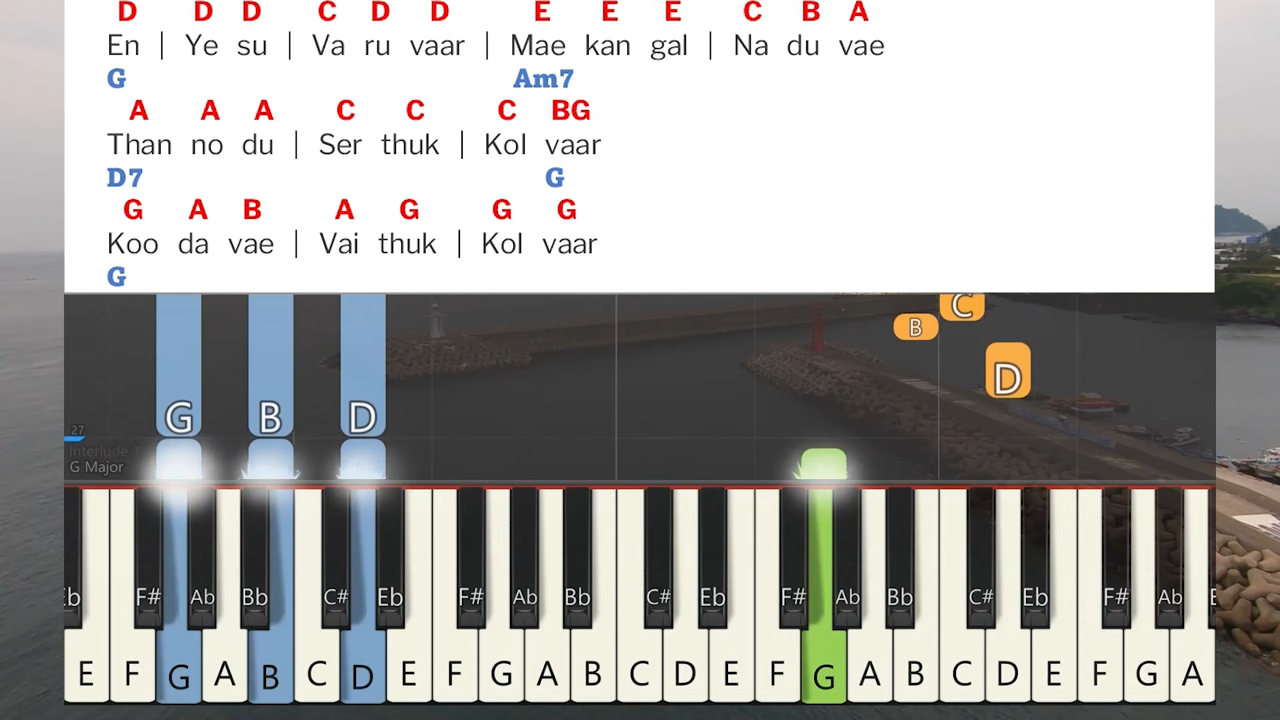 D D D C D D E E E C B A
En | Ye su | Va ru vaar | Mae kan gal | Na du vae
G Am7
A A A C C C BG
Than no du | Ser thuk | Kol vaar
D7 G
G A B A G G G
Koo da vae | Vai thuk | Kol vaar
G
C
B
D
G B D
27
Interlude
G Major
Eb F# Ab Bb C# Eb F# Ab Bb C# Eb F# Ab Bb C# Eb F# Ab
E F G A B C D E F G A B C D E F G A B C D E F G A